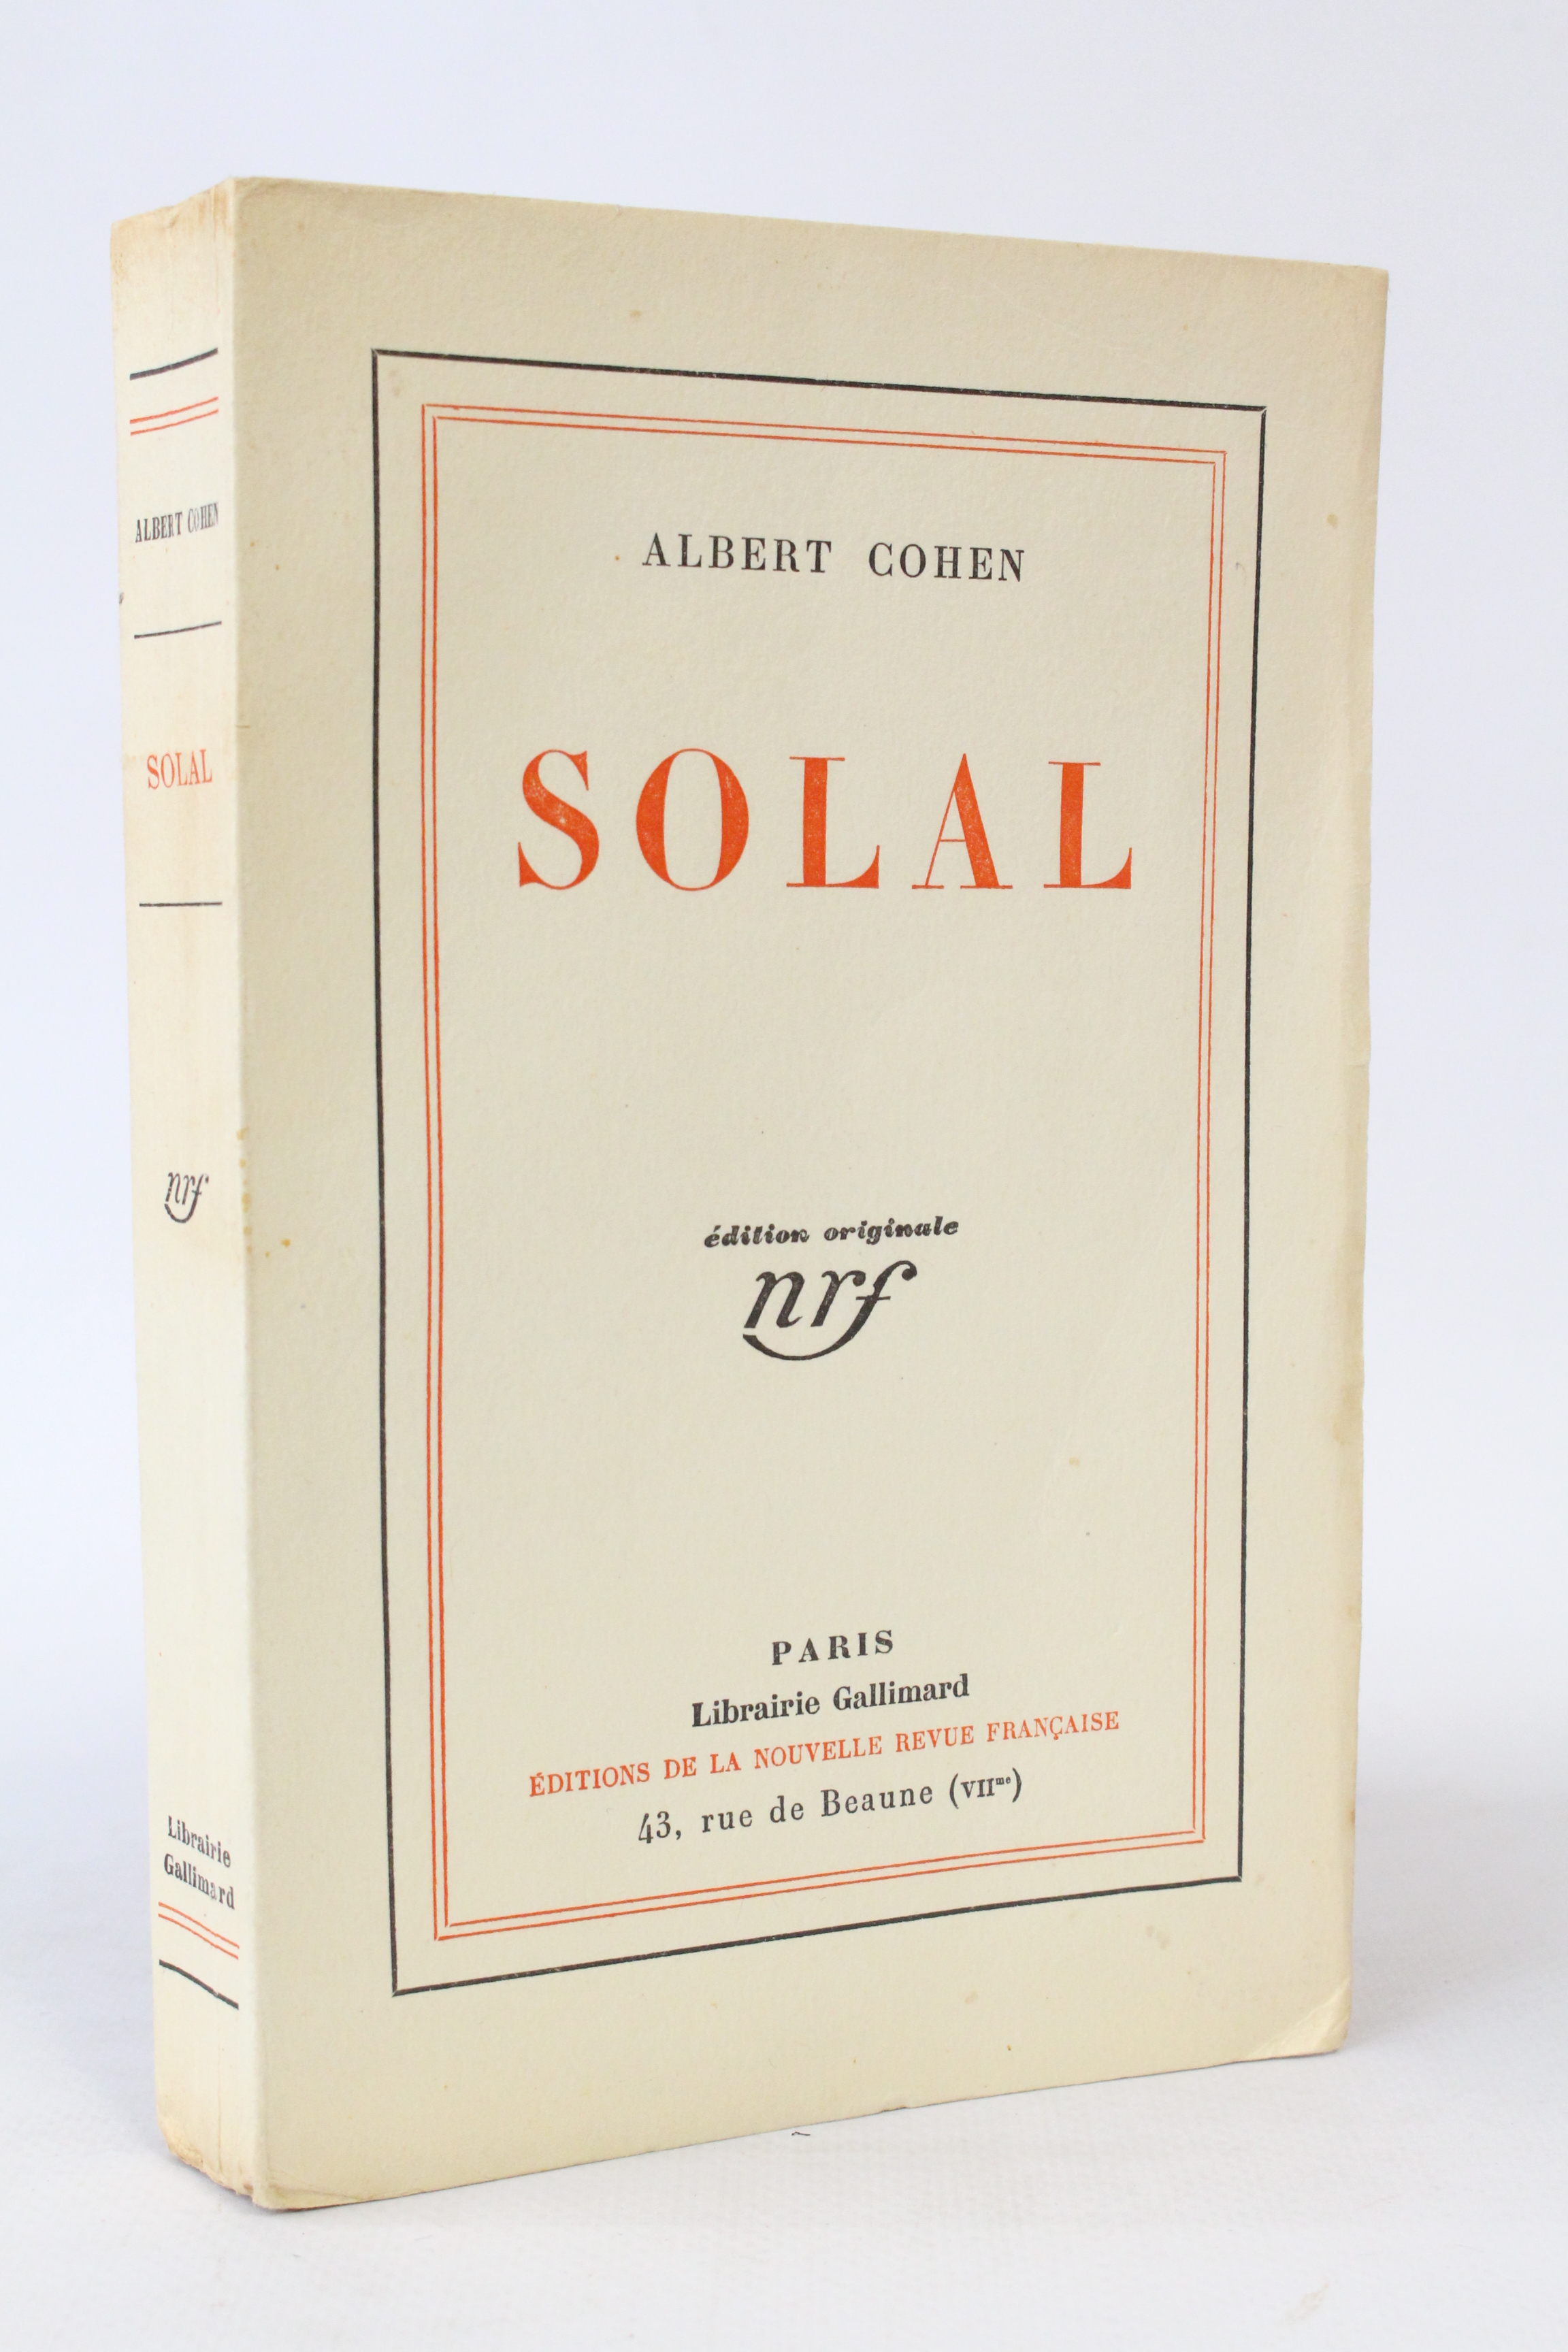 ALBERT COHEN
SOLAL
nrf
Librairie
Gallimard
ALBERT COHEN
SOLAL
édition originale
nrf
PARIS
Librairie Gallimard
ÉDITIONS DE LA NOUVELLE REVUE FRANÇAISE
43, rue de Beaune (VIIᵐᵉ)